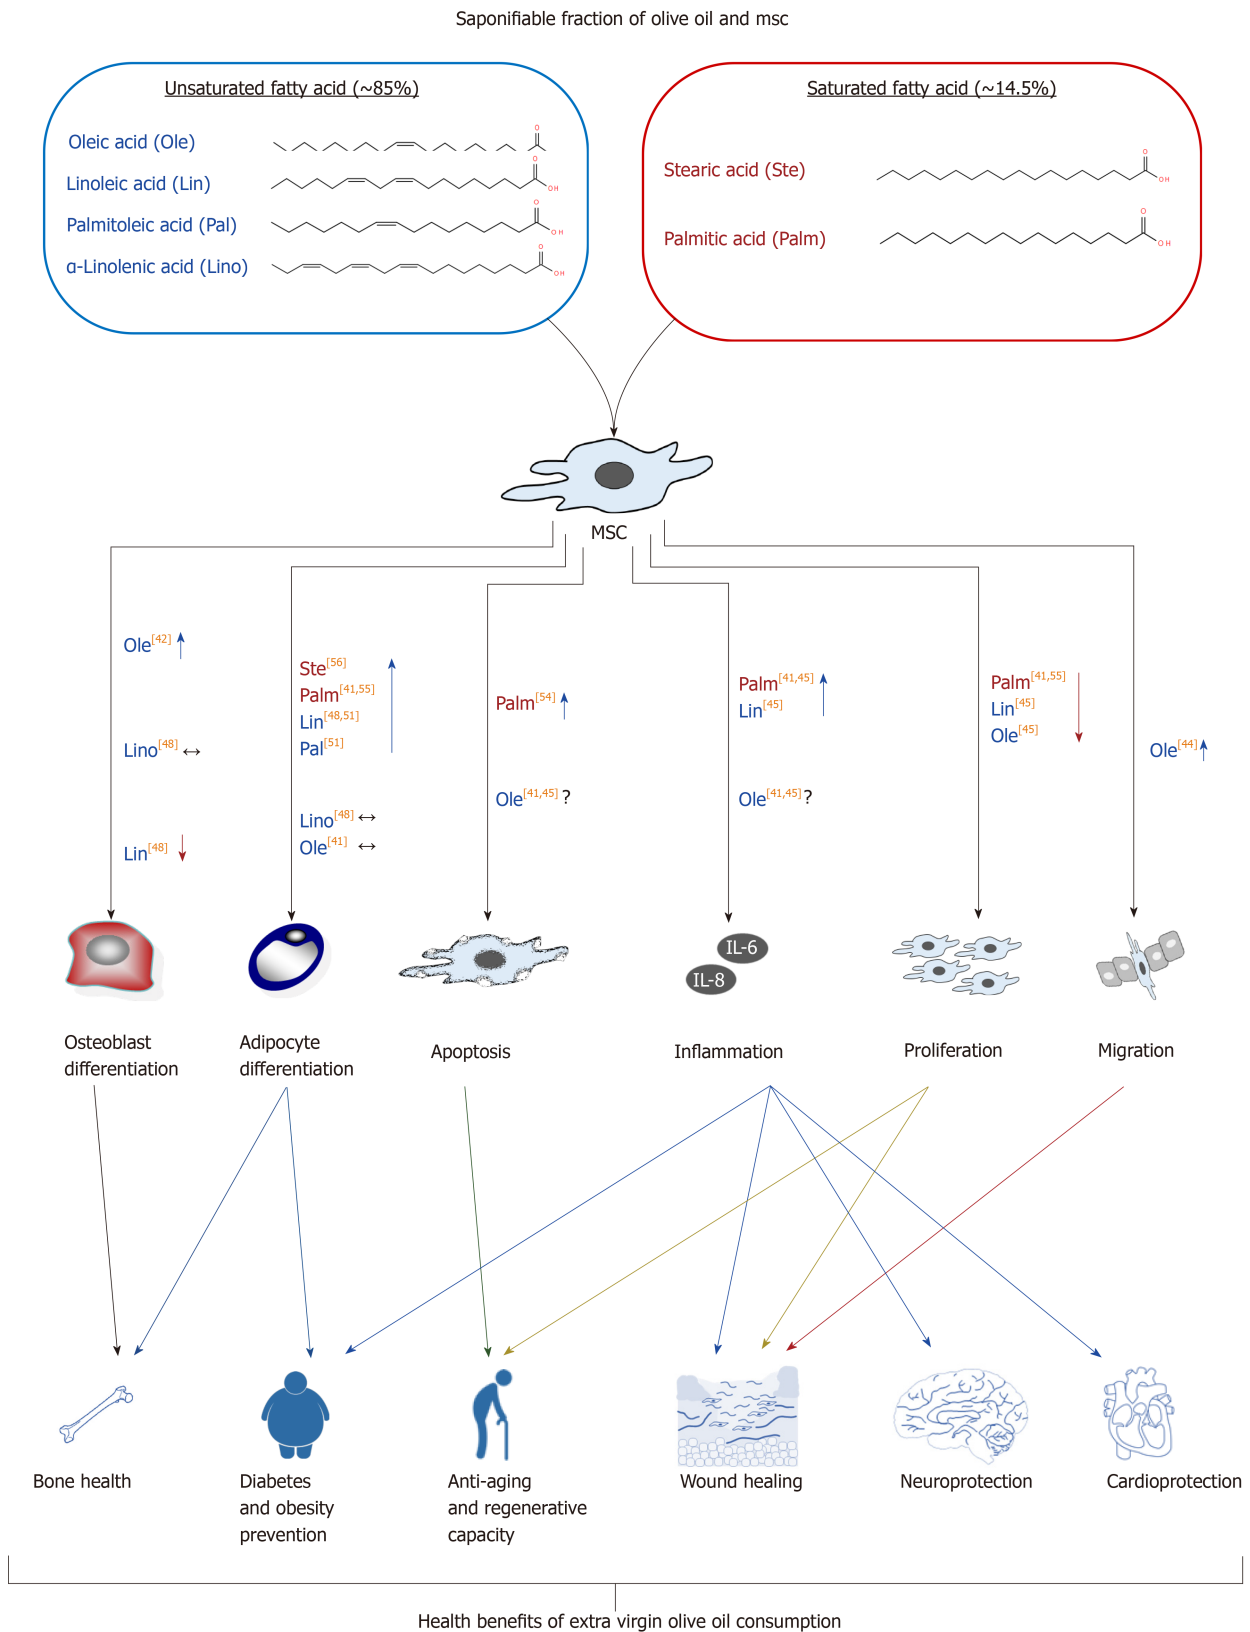 Saponifiable fraction of olive oil and msc
Unsaturated fatty acid (~85%)
Oleic acid (Ole)
O
Linoleic acid (Lin)
O
OH
Palmitoleic acid (Pal)
O
OH
α-Linolenic acid (Lino)
O
OH
Saturated fatty acid (~14.5%)
Stearic acid (Ste)
O
OH
Palmitic acid (Palm)
O
OH
MSC
Ole[42] ↑
Lino[48] ↔
Lin[48] ↓
Ste[56]
Palm[41,55]
Lin[48,51]
Pal[51]
↑
Lino[48] ↔
Ole[41] ↔
Palm[54] ↑
Ole[41,45] ?
Palm[41,45] ↑
Lin[45]
Ole[41,45] ?
Palm[41,55] ↓
Lin[45]
Ole[45]
Ole[44] ↑
IL-6
IL-8
Osteoblast
differentiation
Adipocyte
differentiation
Apoptosis
Inflammation
Proliferation
Migration
Bone health
Diabetes
and obesity
prevention
Anti-aging
and regenerative
capacity
Wound healing
Neuroprotection
Cardioprotection
Health benefits of extra virgin olive oil consumption